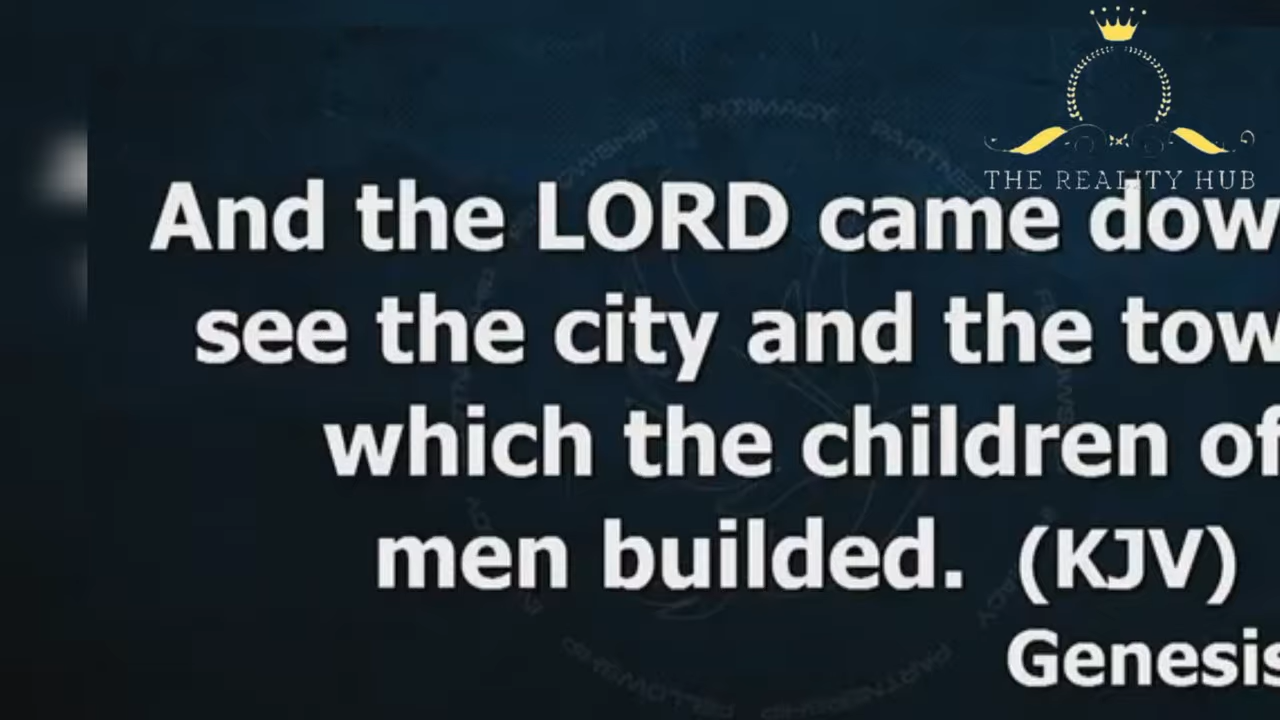 THE REALITY HUB
And the LORD came dow
see the city and the tow
which the children of
men builded. (KJV)
Genesis
INTIMACY